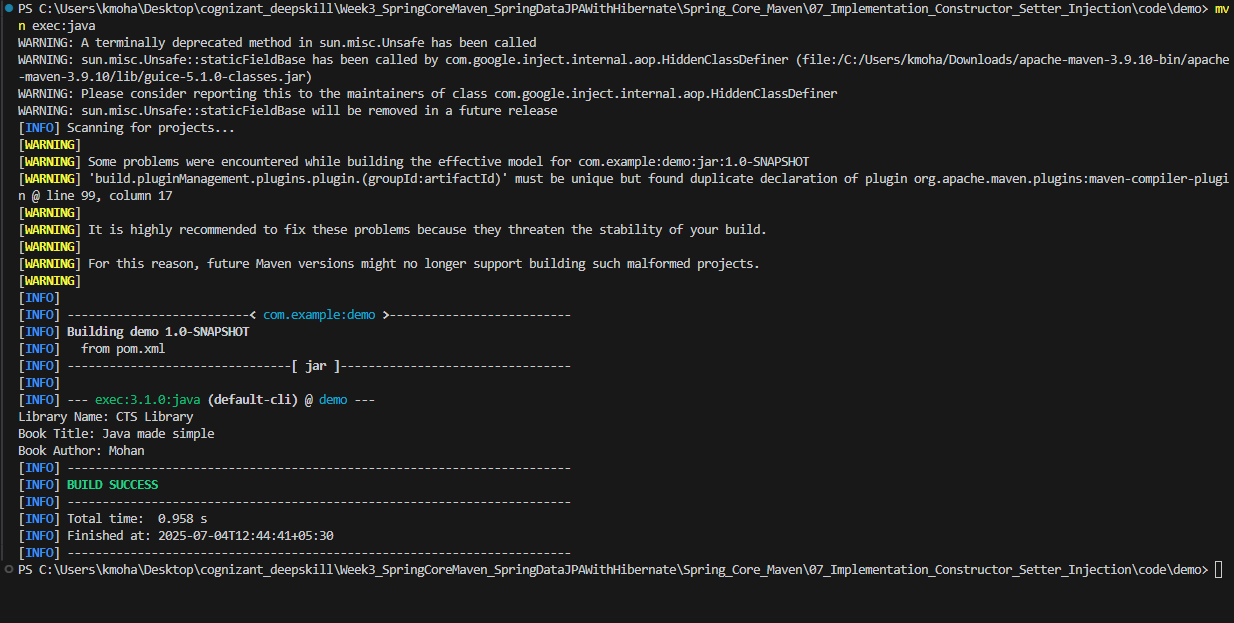 PS C:\Users\kmoha\Desktop\cognizant_deepskill\Week3_SpringCoreMaven_SpringDataJPAWithHibernate\Spring_Core_Maven\07_Implementation_Constructor_Setter_Injection\code\demo> mv
n exec:java
WARNING: A terminally deprecated method in sun.misc.Unsafe has been called
WARNING: sun.misc.Unsafe::staticFieldBase has been called by com.google.inject.internal.aop.HiddenClassDefiner (file:/C:/Users/kmoha/Downloads/apache-maven-3.9.10-bin/apache
-maven-3.9.10/lib/guice-5.1.0-classes.jar)
WARNING: Please consider reporting this to the maintainers of class com.google.inject.internal.aop.HiddenClassDefiner
WARNING: sun.misc.Unsafe::staticFieldBase will be removed in a future release
[INFO] Scanning for projects...
[WARNING]
[WARNING] Some problems were encountered while building the effective model for com.example:demo:jar:1.0-SNAPSHOT
[WARNING] 'build.pluginManagement.plugins.plugin.(groupId:artifactId)' must be unique but found duplicate declaration of plugin org.apache.maven.plugins:maven-compiler-plugi
n @ line 99, column 17
[WARNING]
[WARNING] It is highly recommended to fix these problems because they threaten the stability of your build.
[WARNING]
[WARNING] For this reason, future Maven versions might no longer support building such malformed projects.
[WARNING]
[INFO]
[INFO] --------------------------< com.example:demo >--------------------------
[INFO] Building demo 1.0-SNAPSHOT
[INFO]   from pom.xml
[INFO] --------------------------------[ jar ]---------------------------------
[INFO]
[INFO] --- exec:3.1.0:java (default-cli) @ demo ---
Library Name: CTS Library
Book Title: Java made simple
Book Author: Mohan
[INFO] ------------------------------------------------------------------------
[INFO] BUILD SUCCESS
[INFO] ------------------------------------------------------------------------
[INFO] Total time:  0.958 s
[INFO] Finished at: 2025-07-04T12:44:41+05:30
[INFO] ------------------------------------------------------------------------
PS C:\Users\kmoha\Desktop\cognizant_deepskill\Week3_SpringCoreMaven_SpringDataJPAWithHibernate\Spring_Core_Maven\07_Implementation_Constructor_Setter_Injection\code\demo>